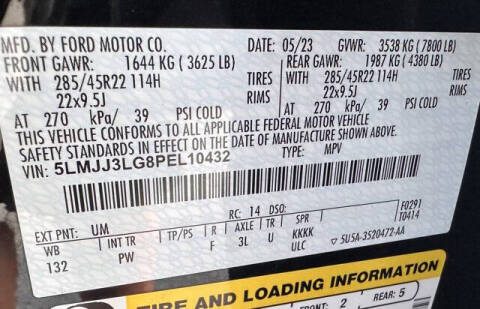 MFD. BY FORD MOTOR CO. DATE: 05/23 GVWR: 3538 KG (7800 LB)
FRONT GAWR: 1644 KG (3625 LB) REAR GAWR: 1987 KG (4380 LB)
WITH 285/45R22 114H TIRES WITH 285/45R22 114H TIRES
22x9.5J RIMS 22x9.5J RIMS
AT 270 kPa/ 39 PSI COLD AT 270 kPa/ 39 PSI COLD
THIS VEHICLE CONFORMS TO ALL APPLICABLE FEDERAL MOTOR VEHICLE
SAFETY STANDARDS IN EFFECT ON THE DATE OF MANUFACTURE SHOWN ABOVE.
VIN: 5LMJJ3LG8PEL10432 TYPE: MPV
F0291
T0414
EXT PNT: UM RC: 14 DSO:
WB INT TR TP/PS R AXLE TR SPR
132 PW F 3L U KKKK
ULC ▽ 5U5A-3520472-AA
TIRE AND LOADING INFORMATION
FRONT: 2 REAR: 5